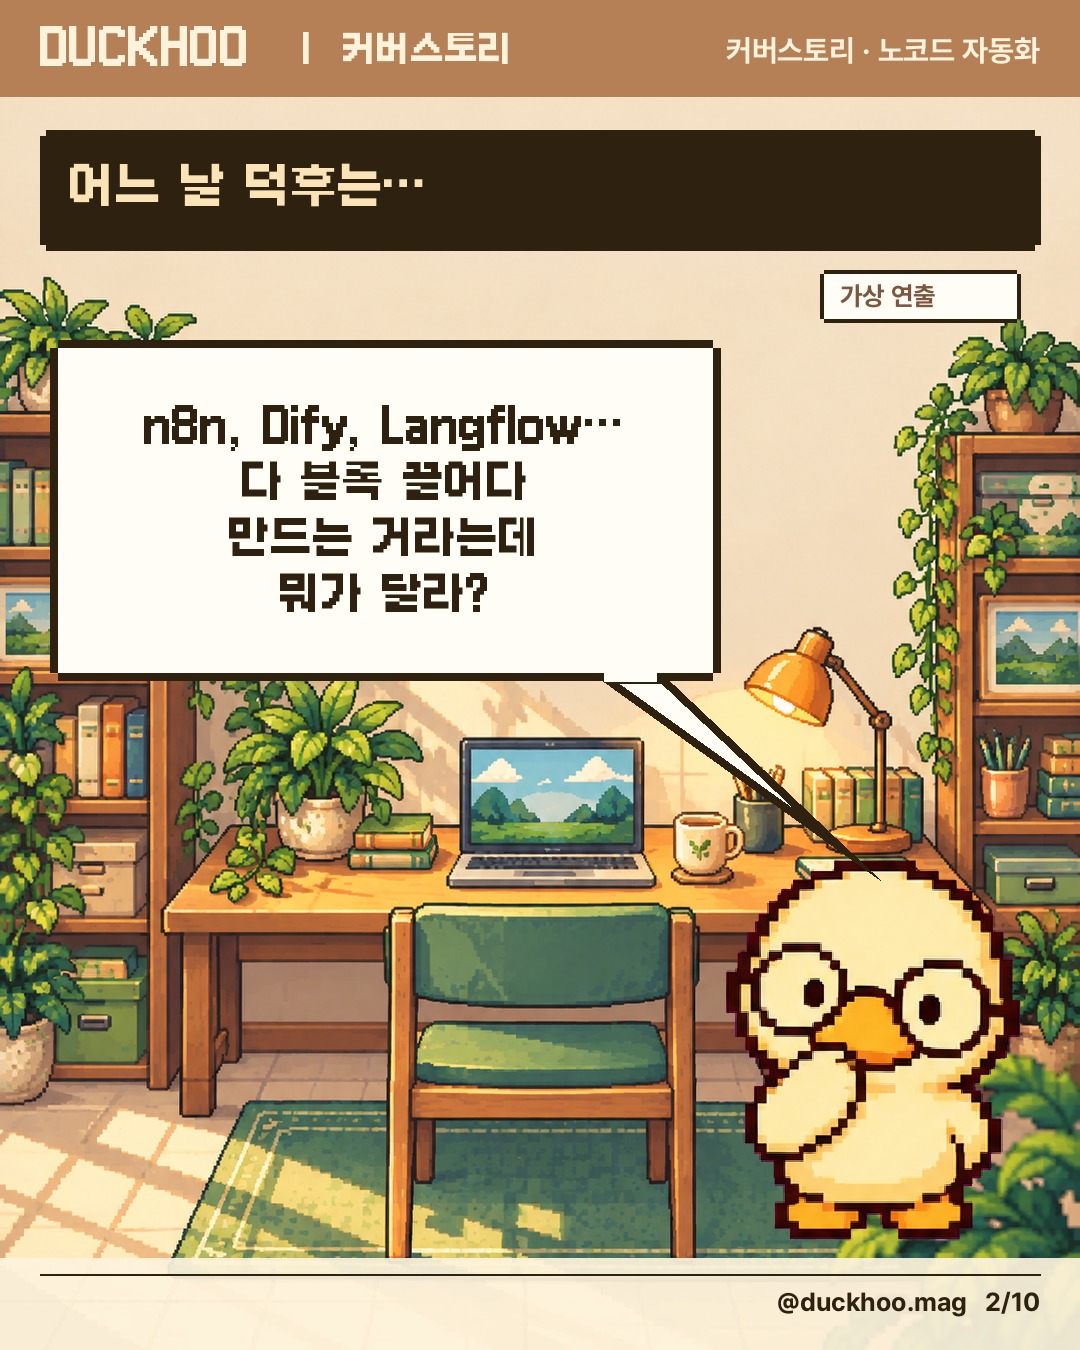 DUCKHOO | 커버스토리
커버스토리 · 노코드 자동화
어느 날 덕후는…
가상 연출
n8n, Dify, Langflow…
다 블록 끌어다
만드는 거라는데
뭐가 달라?
@duckhoo.mag 2/10